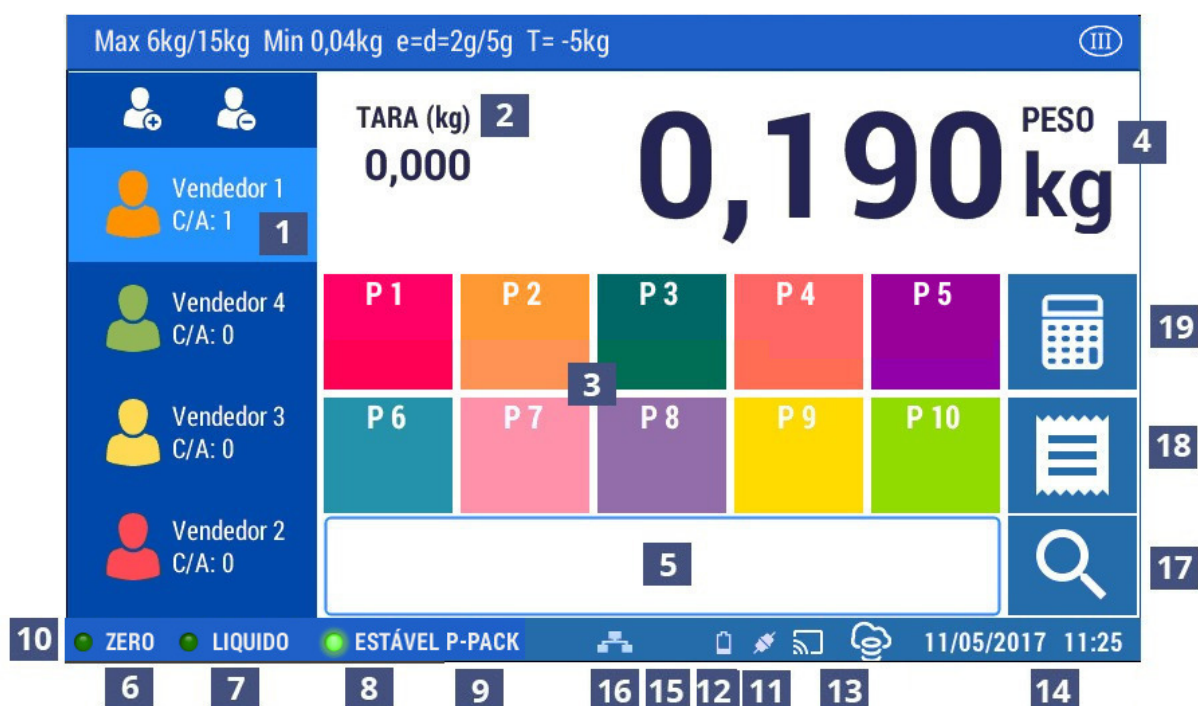 Max 6kg/15kg Min 0,04kg e=d=2g/5g T= -5kg
III
TARA (kg) 2
0,000
0,190
PESO
kg
4
Vendedor 1
C/A: 1
1
Vendedor 4
C/A: 0
Vendedor 3
C/A: 0
Vendedor 2
C/A: 0
P 1 P 2 P 3 P 4 P 5
19
3
P 6 P 7 P 8 P 9 P 10
18
5
17
10 ZERO LIQUIDO ESTÁVEL P-PACK 11/05/2017 11:25
6 7 8 9 16 15 12 11 13 14